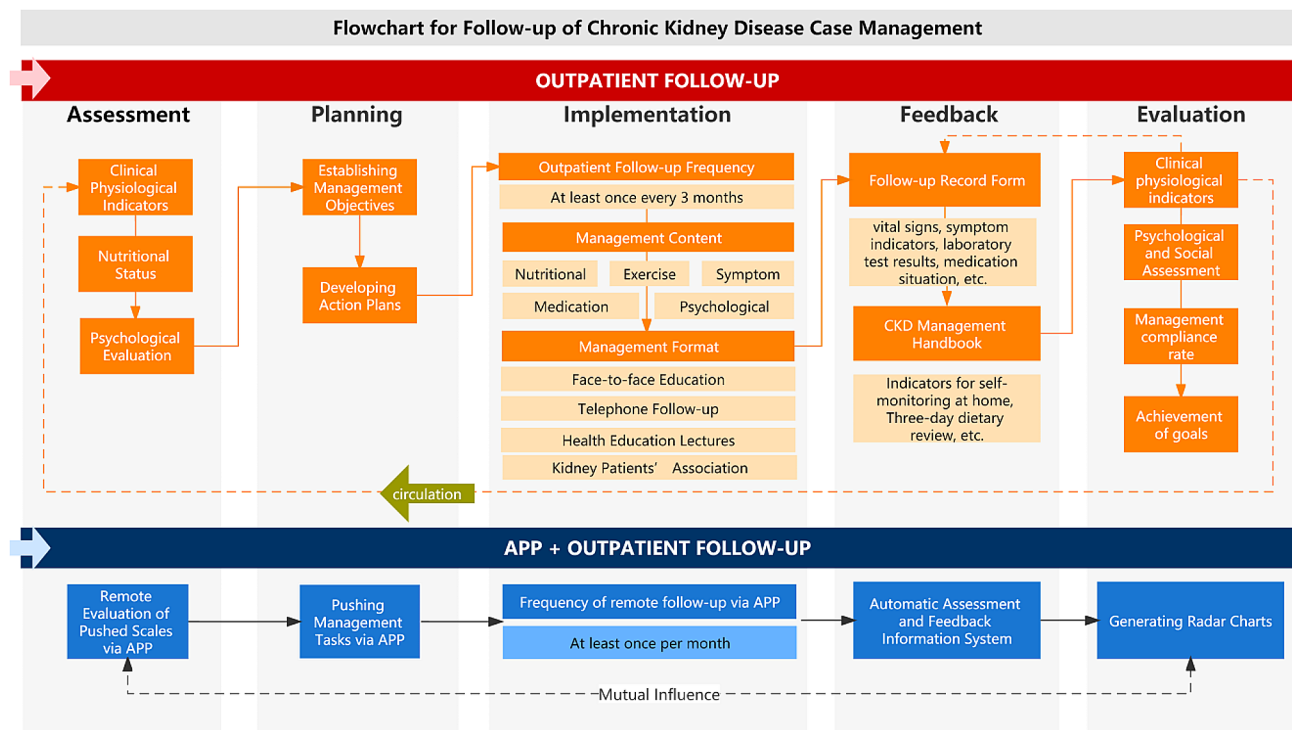 Flowchart for Follow-up of Chronic Kidney Disease Case Management
OUTPATIENT FOLLOW-UP
Assessment
Planning
Implementation
Feedback
Evaluation
Clinical
Physiological
Indicators
Nutritional
Status
Psychological
Evaluation
Establishing
Management
Objectives
Developing
Action Plans
Outpatient Follow-up Frequency
At least once every 3 months
Management Content
Nutritional
Exercise
Symptom
Medication
Psychological
Management Format
Face-to-face Education
Telephone Follow-up
Health Education Lectures
Kidney Patients’ Association
Follow-up Record Form
vital signs, symptom
indicators, laboratory
test results, medication
situation, etc.
CKD Management
Handbook
Indicators for self-
monitoring at home,
Three-day dietary
review, etc.
Clinical
physiological
indicators
Psychological
and Social
Assessment
Management
compliance
rate
Achievement
of goals
circulation
APP + OUTPATIENT FOLLOW-UP
Remote
Evaluation of
Pushed Scales
via APP
Pushing
Management
Tasks via APP
Frequency of remote follow-up via APP
At least once per month
Automatic Assessment
and Feedback
Information System
Generating Radar Charts
Mutual Influence